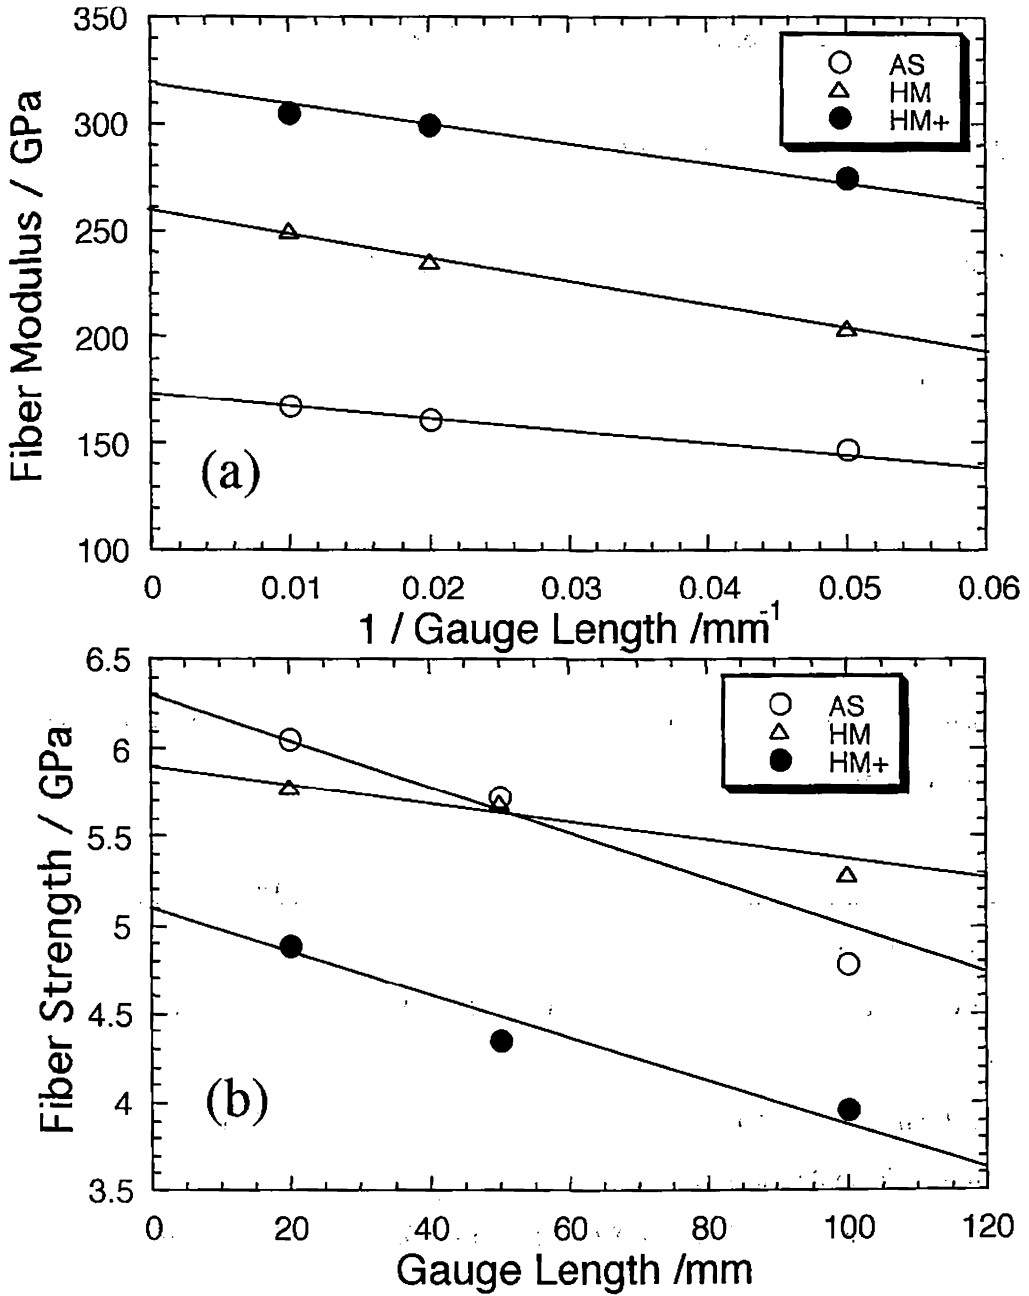 350
300
250
200
150
100
Fiber Modulus / GPa
AS
HM
HM+
(a)
0 0.01 0.02 0.03 0.04 0.05 0.06
1 / Gauge Length /mm-1
6.5
6
5.5
5
4.5
4
3.5
Fiber Strength / GPa
AS
HM
HM+
(b)
0 20 40 60 80 100 120
Gauge Length /mm